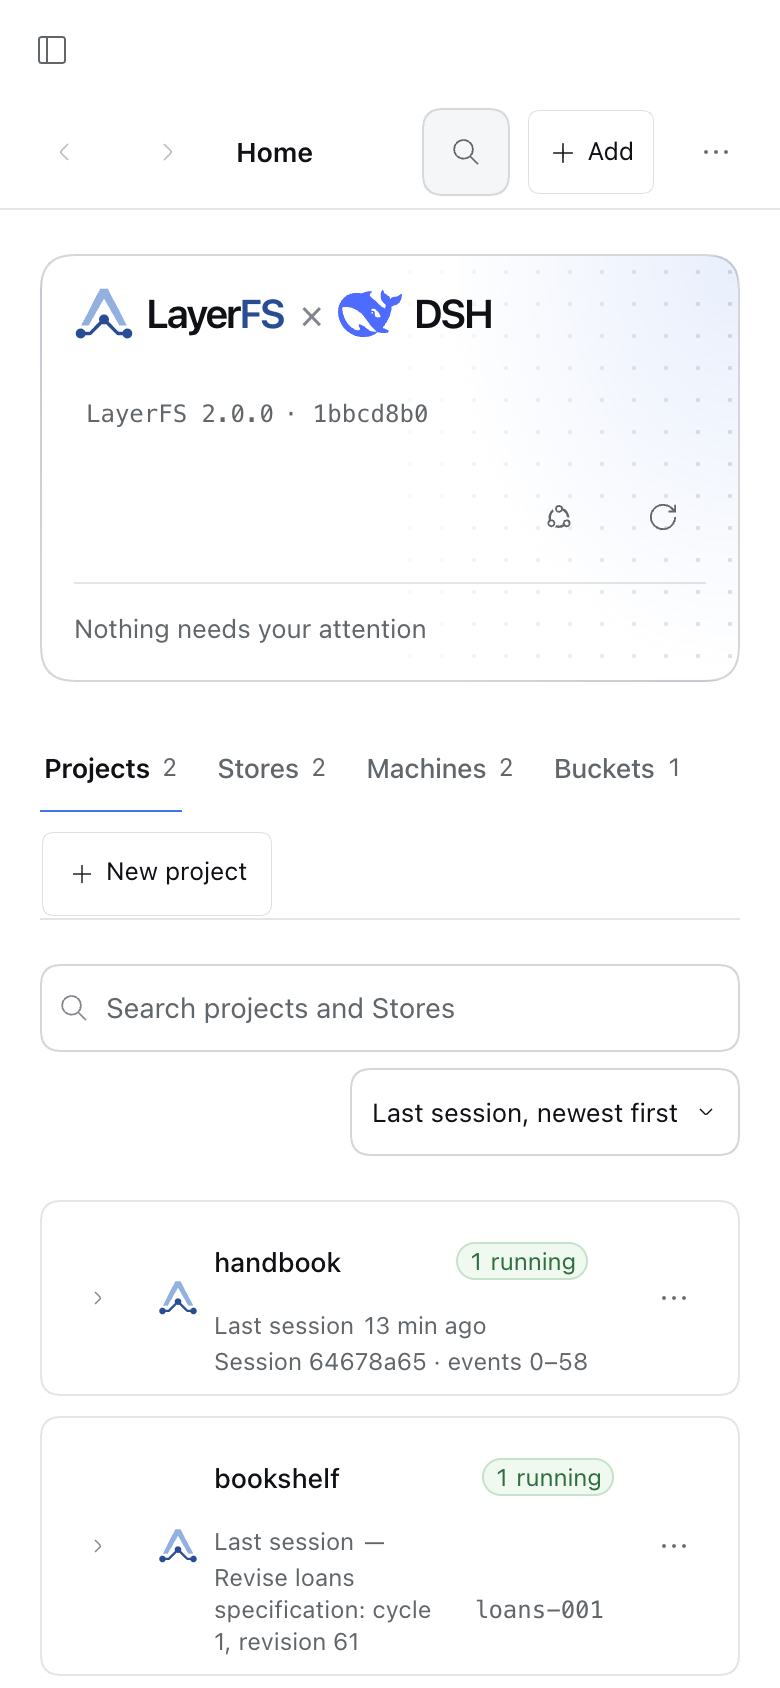 Home
Add
LayerFS × DSH
LayerFS 2.0.0 · 1bbcd8b0
Nothing needs your attention
Projects 2 Stores 2 Machines 2 Buckets 1
New project
Search projects and Stores
Last session, newest first
handbook 1 running
Last session 13 min ago
Session 64678a65 · events 0–58
bookshelf 1 running
Last session —
Revise loans
specification: cycle loans-001
1, revision 61